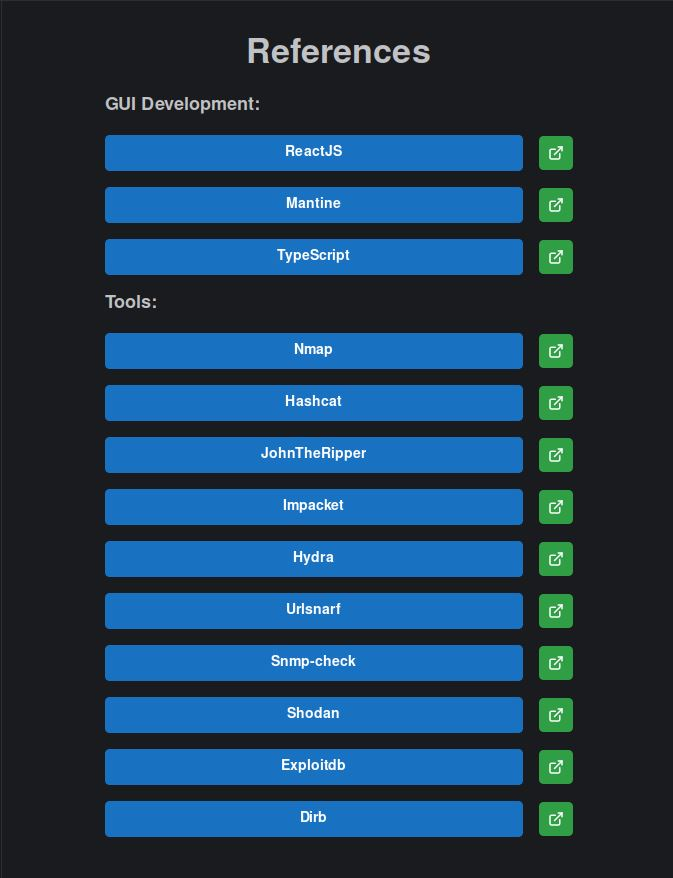 References
GUI Development:
ReactJS
Mantine
TypeScript
Tools:
Nmap
Hashcat
JohnTheRipper
Impacket
Hydra
Urlsnarf
Snmp-check
Shodan
Exploitdb
Dirb